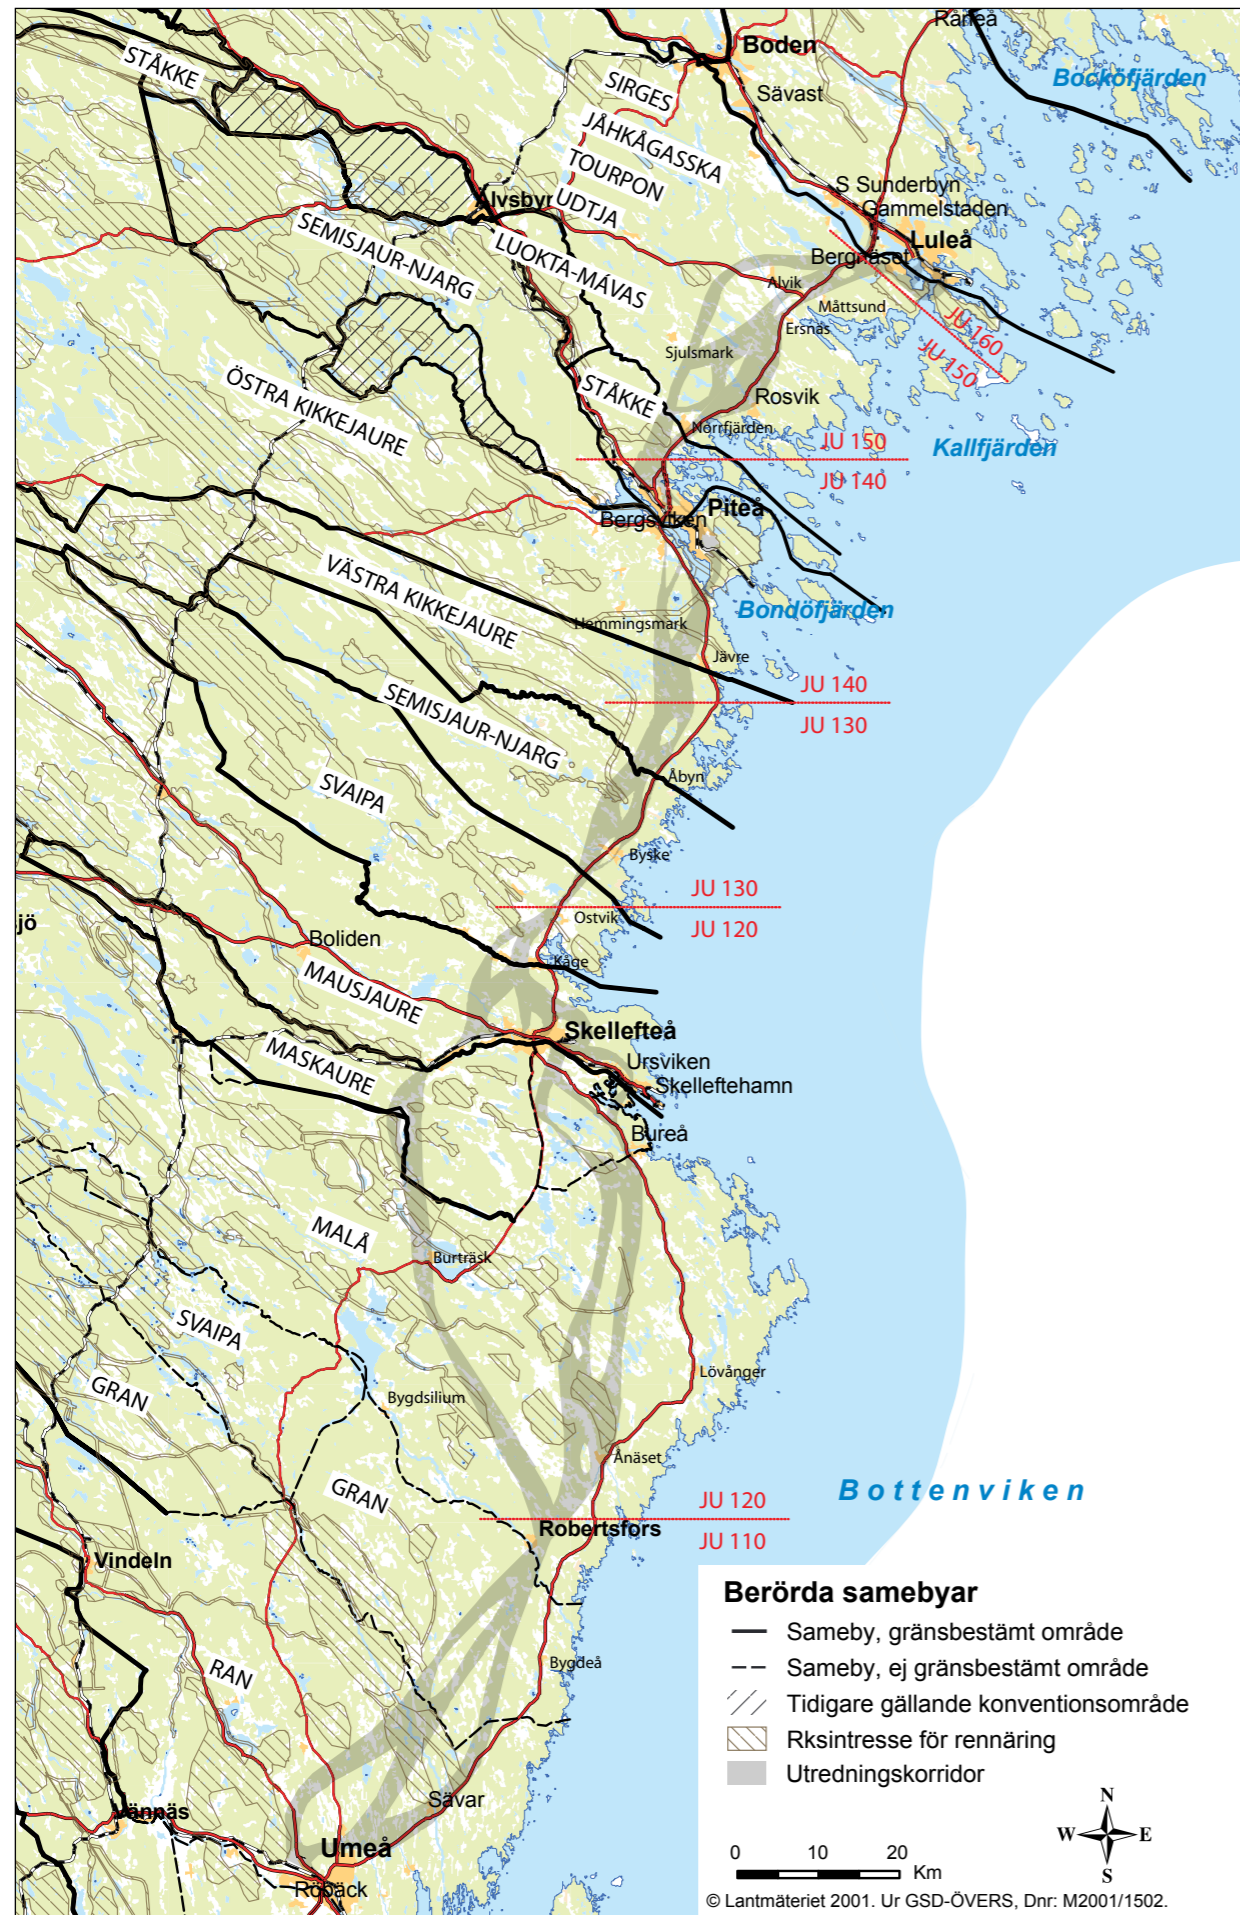 Råneå
Boden
STÅKKE
Bocköfjärden
SIRGES
Sävast
JÅHKÅGASSKA
TOURPON
S Sunderbyn
UDTJA
Gammelstaden
SEMISJAUR-NJARG
LUOKTA-MÁVAS
Luleå
Bergnäset
Alvik
Måttsund
JU 160
Ersnäs
JU 150
Sjulsmark
STÅKKE
Rosvik
ÖSTRA KIKKEJAURE
Norrfjärden
JU 150
Kallfjärden
JU 140
Piteå
Bergsviken
VÄSTRA KIKKEJAURE
Bondöfjärden
Hemmingsmark
Jävre
JU 140
SEMISJAUR-NJARG
JU 130
Åbyn
SVAIPA
Byske
JU 130
Ostvik
jö
JU 120
Boliden
Kåge
MAUSJAURE
Skellefteå
MASKAURE
Ursviken
Skelleftehamn
Bureå
MALÅ
Burträsk
SVAIPA
Lövånger
GRAN
Bygdsilium
Ånäset
GRAN
Bottenviken
JU 120
Robertsfors
JU 110
Vindeln
Berörda samebyar
Sameby, gränsbestämt område
Bygdeå
Sameby, ej gränsbestämt område
RAN
Tidigare gällande konventionsområde
Rksintresse för rennäring
Utredningskorridor
Sävar
Vännäs
N
W
E
S
Umeå
0 10 20
Km
Röbäck
© Lantmäteriet 2001. Ur GSD-ÖVERS, Dnr: M2001/1502.